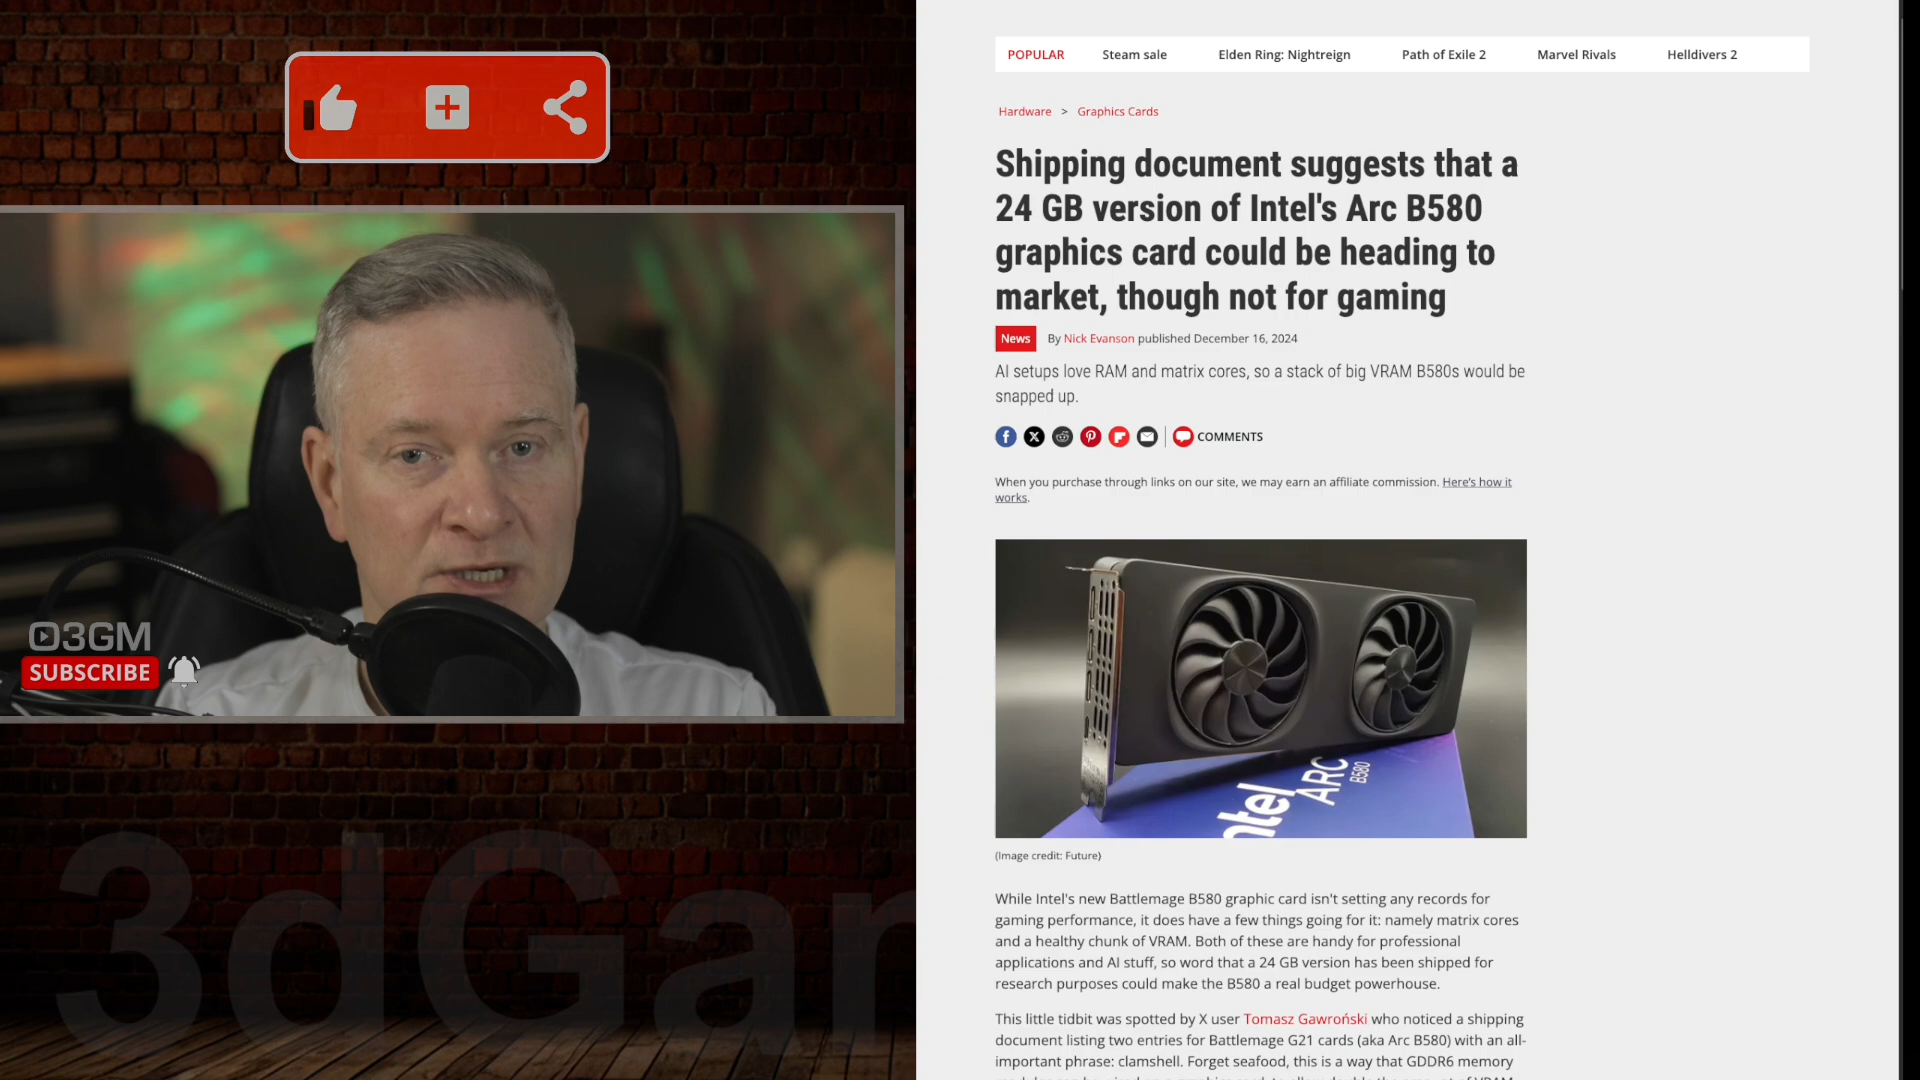 3GM
SUBSCRIBE
3dGa
POPULAR Steam sale Elden Ring: Nightreign Path of Exile 2 Marvel Rivals Helldivers 2
Hardware > Graphics Cards
Shipping document suggests that a
24 GB version of Intel's Arc B580
graphics card could be heading to
market, though not for gaming
News By Nick Evanson published December 16, 2024
AI setups love RAM and matrix cores, so a stack of big VRAM B580s would be
snapped up.
COMMENTS
When you purchase through links on our site, we may earn an affiliate commission. Here's how it
works.
intel ARC B580
(Image credit: Future)
While Intel's new Battlemage B580 graphic card isn't setting any records for
gaming performance, it does have a few things going for it: namely matrix cores
and a healthy chunk of VRAM. Both of these are handy for professional
applications and AI stuff, so word that a 24 GB version has been shipped for
research purposes could make the B580 a real budget powerhouse.
This little tidbit was spotted by X user Tomasz Gawroński who noticed a shipping
document listing two entries for Battlemage G21 cards (aka Arc B580) with an all-
important phrase: clamshell. Forget seafood, this is a way that GDDR6 memory